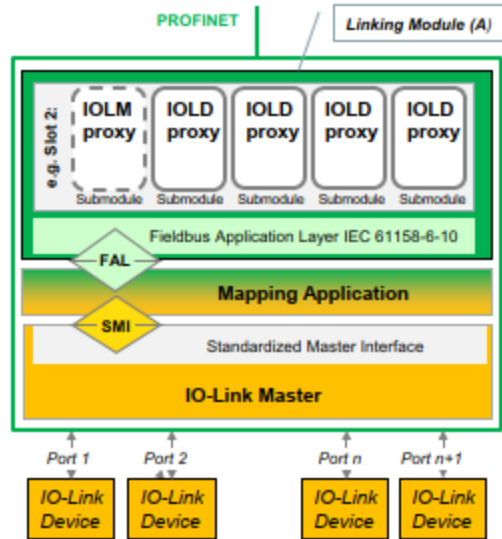 PROFINET
Linking Module (A)
e.g. Slot 2:
IOLM proxy
IOLD proxy
IOLD proxy
IOLD proxy
IOLD proxy
Submodule
Submodule
Submodule
Submodule
Submodule
Fieldbus Application Layer IEC 61158-6-10
FAL
Mapping Application
SMI
Standardized Master Interface
IO-Link Master
Port 1
Port 2
Port n
Port n+1
IO-Link
Device
IO-Link
Device
IO-Link
Device
IO-Link
Device